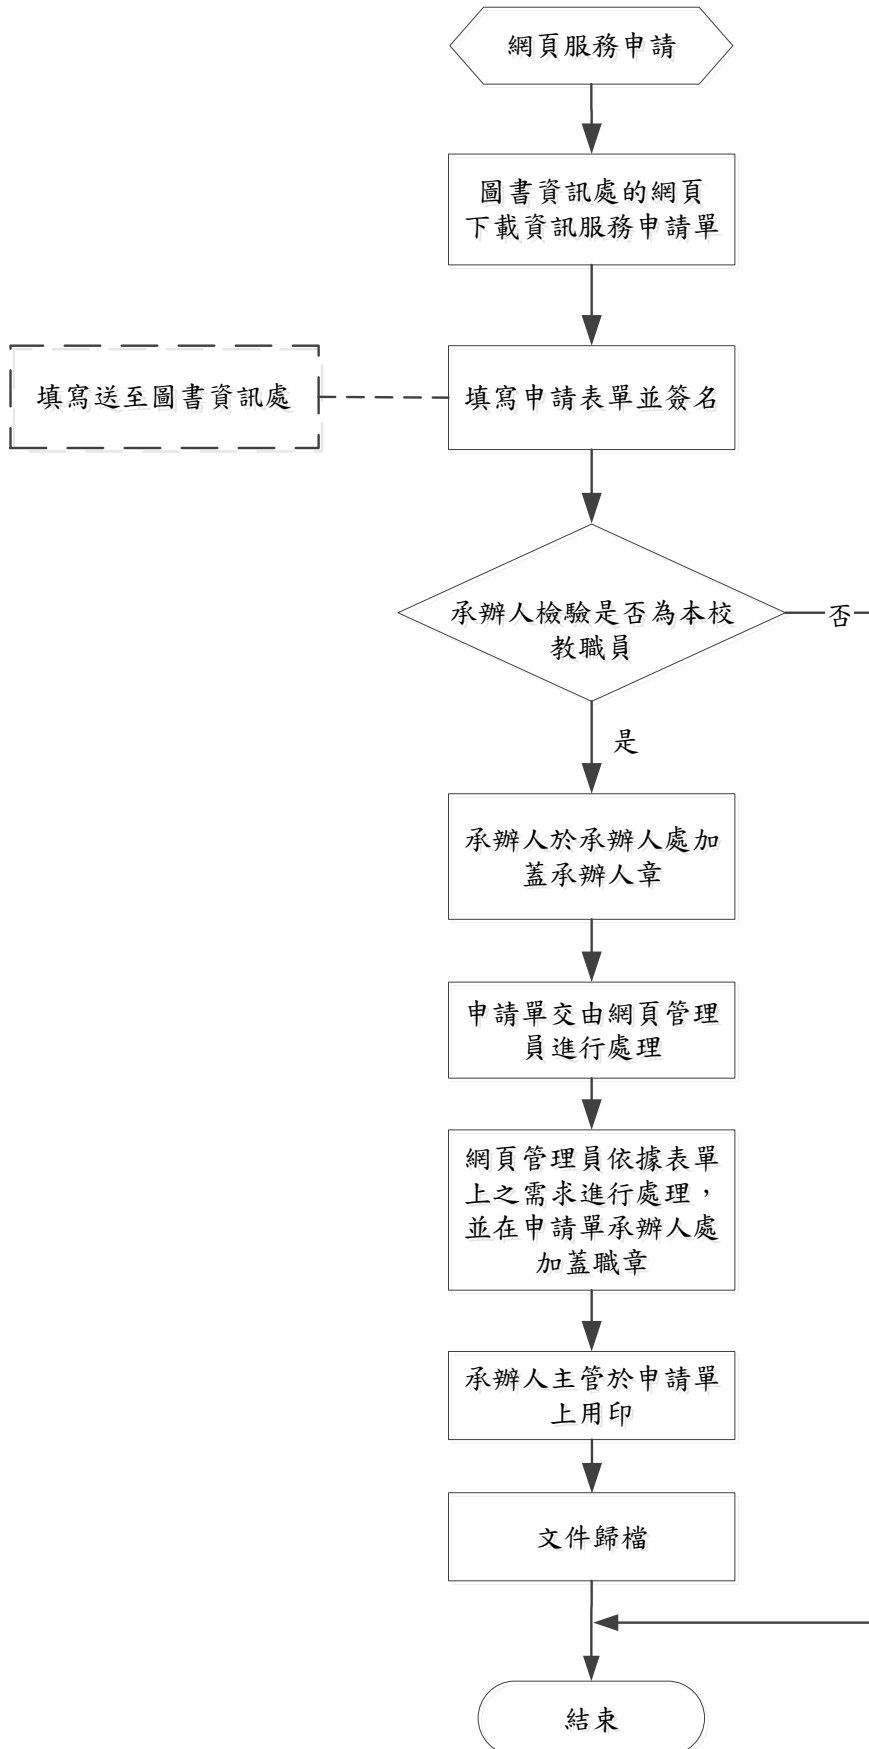 網頁服務申請
圖書資訊處的網頁
下載資訊服務申請單
填寫送至圖書資訊處
填寫申請表單並簽名
承辦人檢驗是否為本校
教職員
否
是
承辦人於承辦人處加
蓋承辦人章
申請單交由網頁管理
員進行處理
網頁管理員依據表單
上之需求進行處理，
並在申請單承辦人處
加蓋職章
承辦人主管於申請單
上用印
文件歸檔
結束